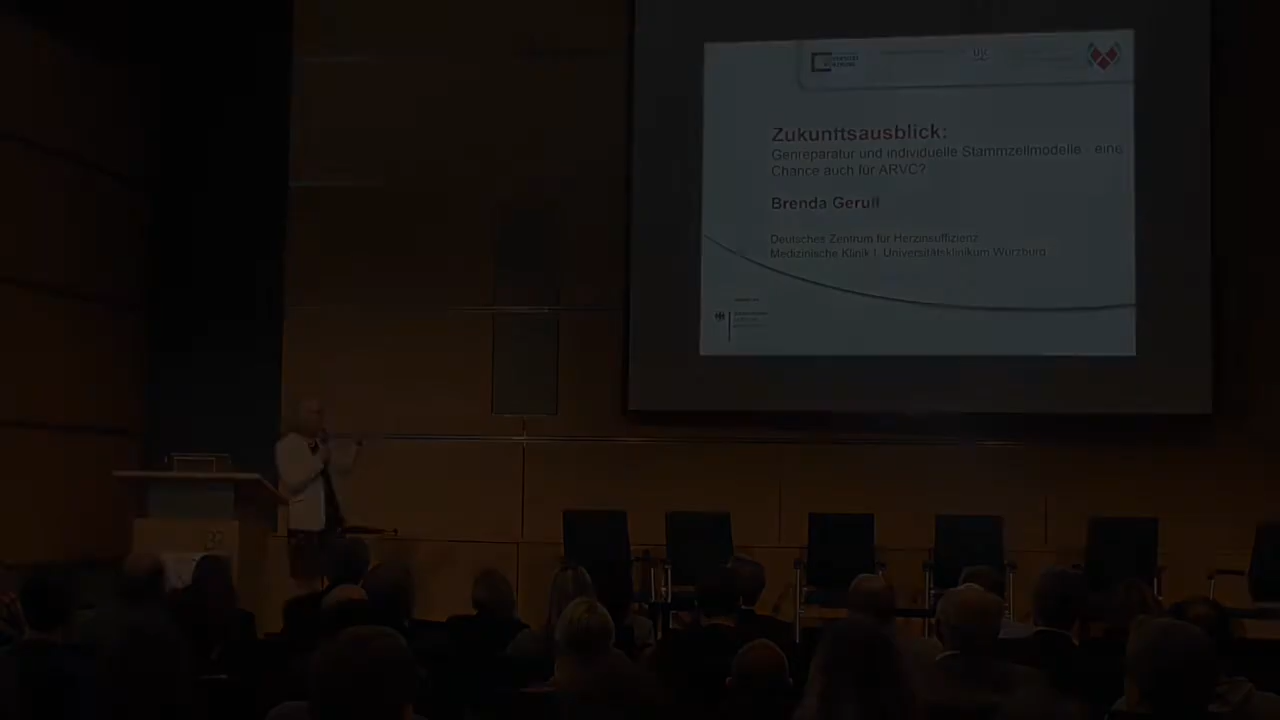 Zukunftsausblick:
Genreparatur und individuelle Stammzellmodelle - eine
Chance auch für ARVC?
Brenda Gerull
Deutsches Zentrum für Herzinsuffizienz
Medizinische Klinik I, Universitätsklinikum Würzburg